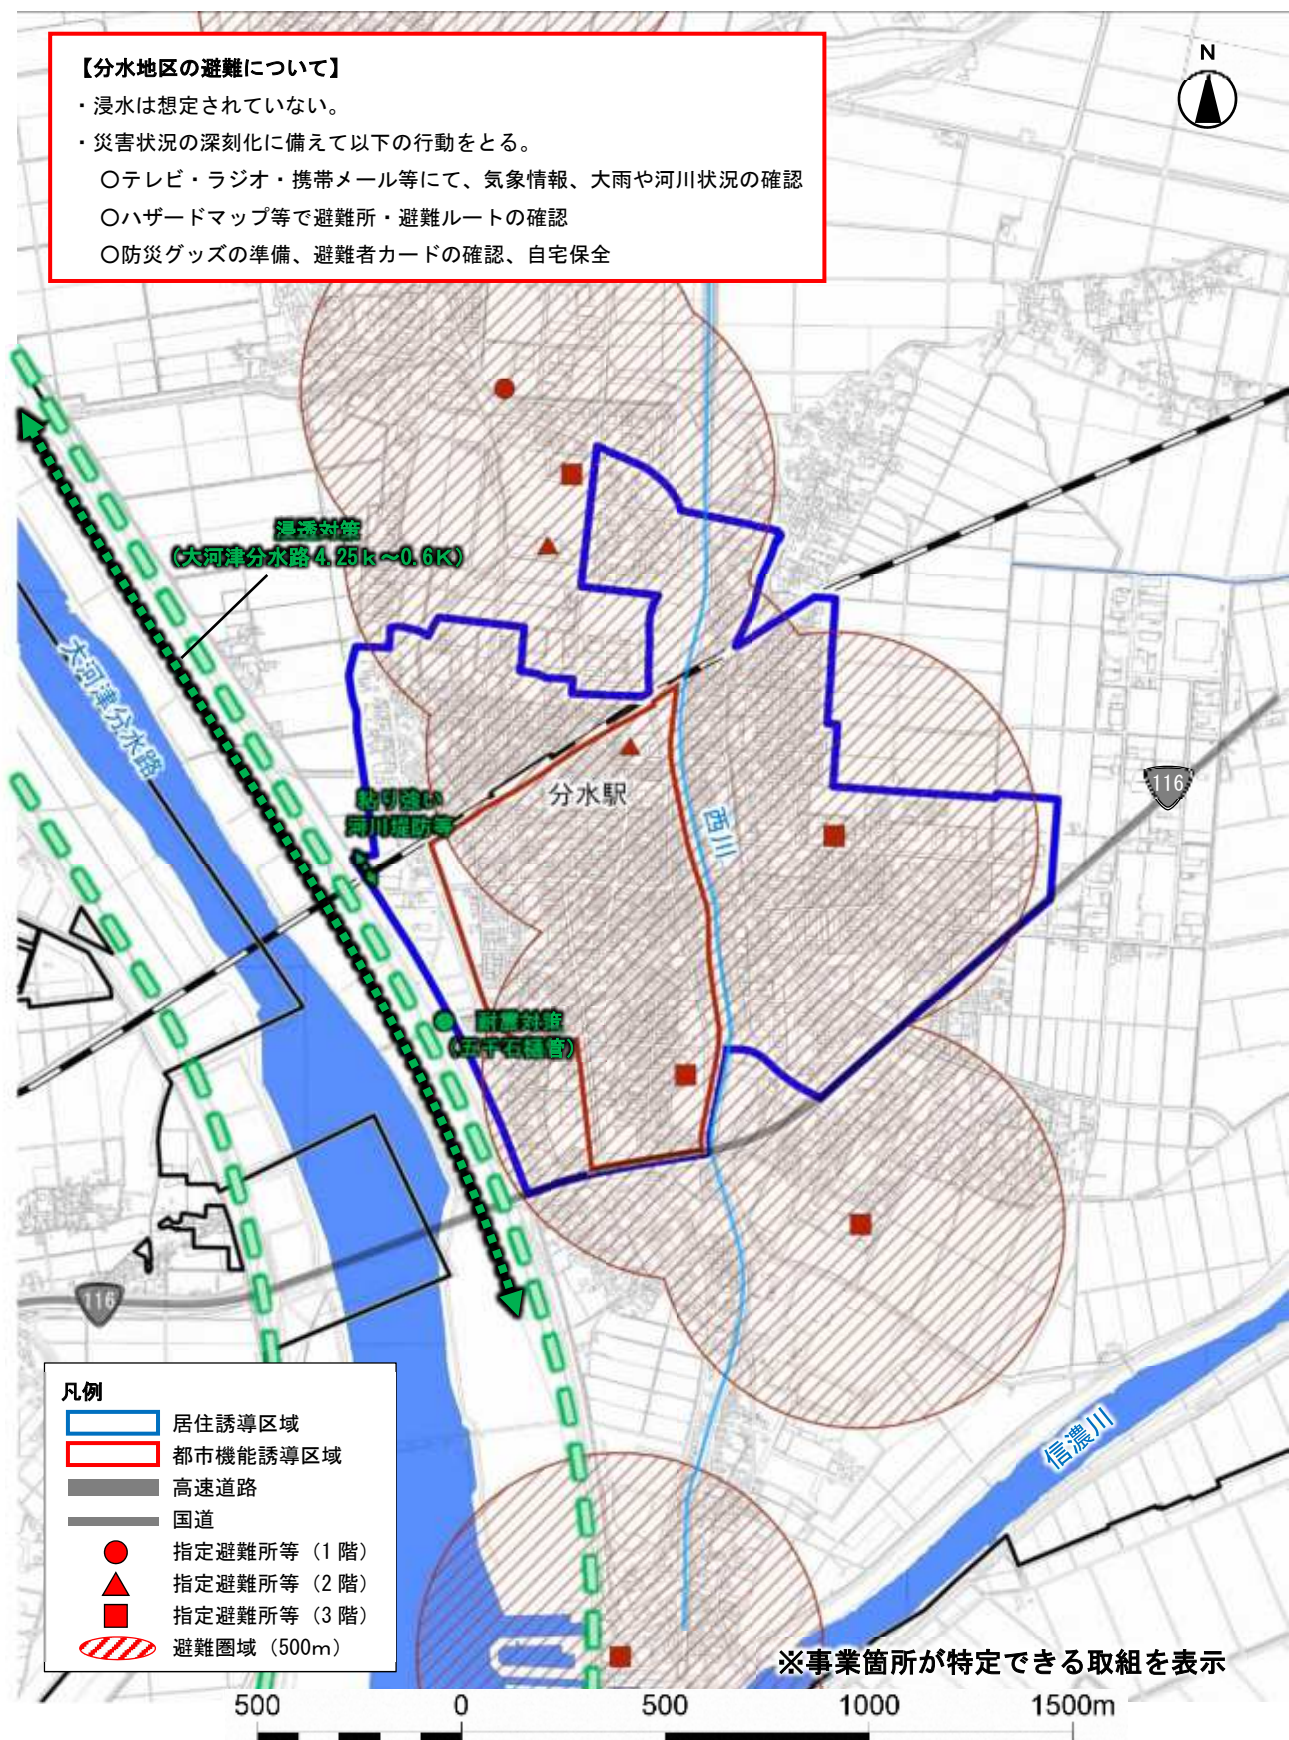 【分水地区の避難について】
・浸水は想定されていない。
・災害状況の深刻化に備えて以下の行動をとる。
〇テレビ・ラジオ・携帯メール等にて、気象情報、大雨や河川状況の確認
〇ハザードマップ等で避難所・避難ルートの確認
〇防災グッズの準備、避難者カードの確認、自宅保全
N
浸透対策
(大河津分水路4.25k～0.6K)
大河津分水路
粘り強い
河川堤防等
分水駅
西川
116
耐震対策
(五千石樋管)
116
信濃川
凡例
居住誘導区域
都市機能誘導区域
高速道路
国道
指定避難所等（1階）
指定避難所等（2階）
指定避難所等（3階）
避難圏域（500m）
※事業箇所が特定できる取組を表示
500 0 500 1000 1500m